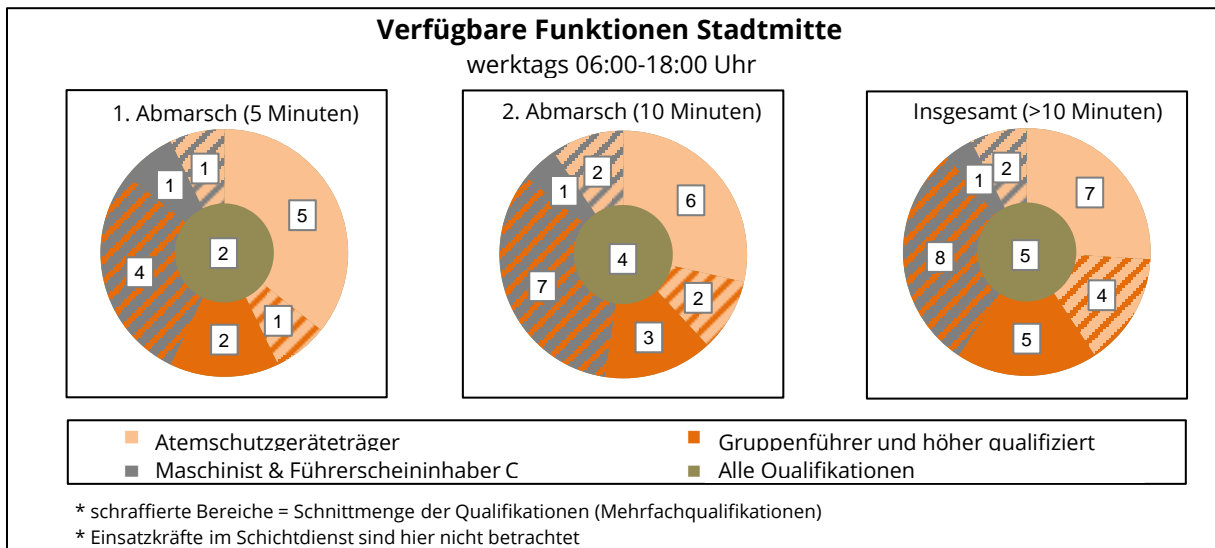 Verfügbare Funktionen Stadtmitte
werktags 06:00-18:00 Uhr
1. Abmarsch (5 Minuten)
1
1
5
4
2
1
2
2. Abmarsch (10 Minuten)
2
1
6
7
4
2
3
Insgesamt (>10 Minuten)
2
1
7
8
5
4
5
Atemschutzgeräteträger
Gruppenführer und höher qualifiziert
Maschinist & Führerscheininhaber C
Alle Qualifikationen
* schraffierte Bereiche = Schnittmenge der Qualifikationen (Mehrfachqualifikationen)
* Einsatzkräfte im Schichtdienst sind hier nicht betrachtet